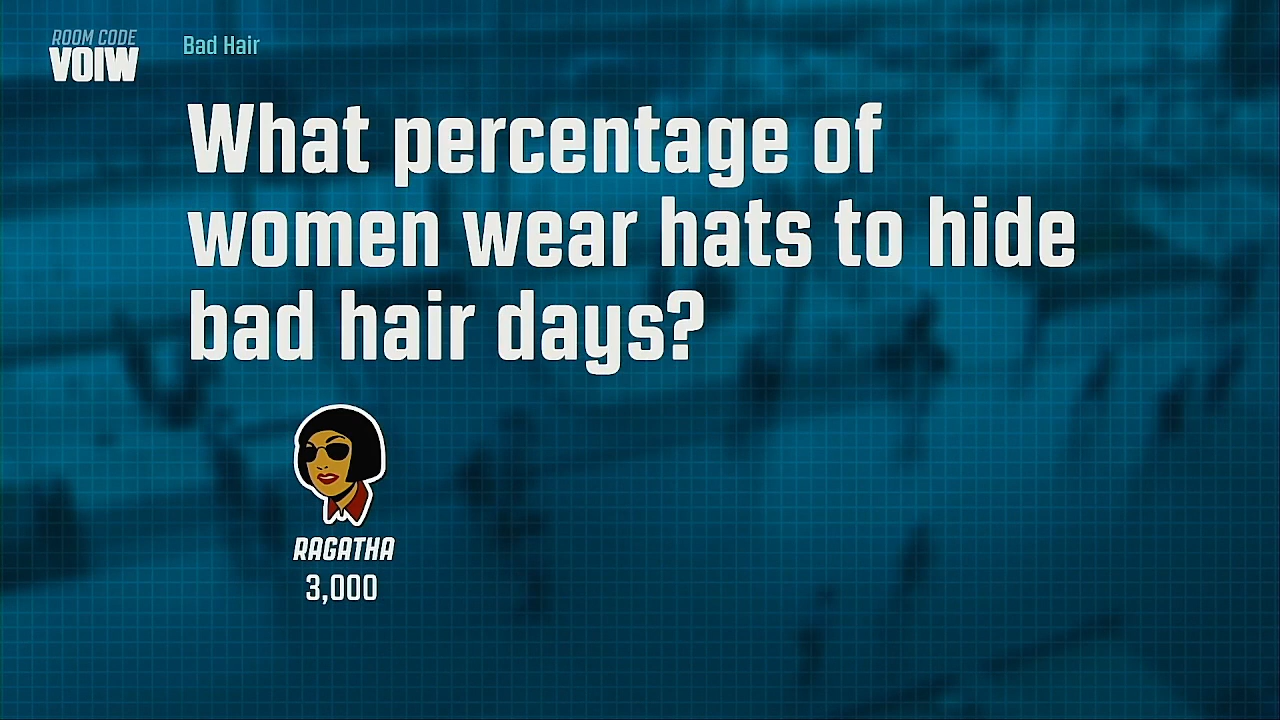 ROOM CODE
VOIW
Bad Hair
What percentage of
women wear hats to hide
bad hair days?
RAGATHA
3,000